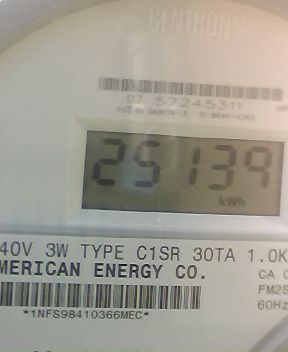 CENTRON
07 57245311
25139
kWh
40V 3W TYPE C1SR 30TA 1.0K
MERICAN ENERGY CO.
CA 0
FM2S
60Hz
*1NFS98410366MEC*